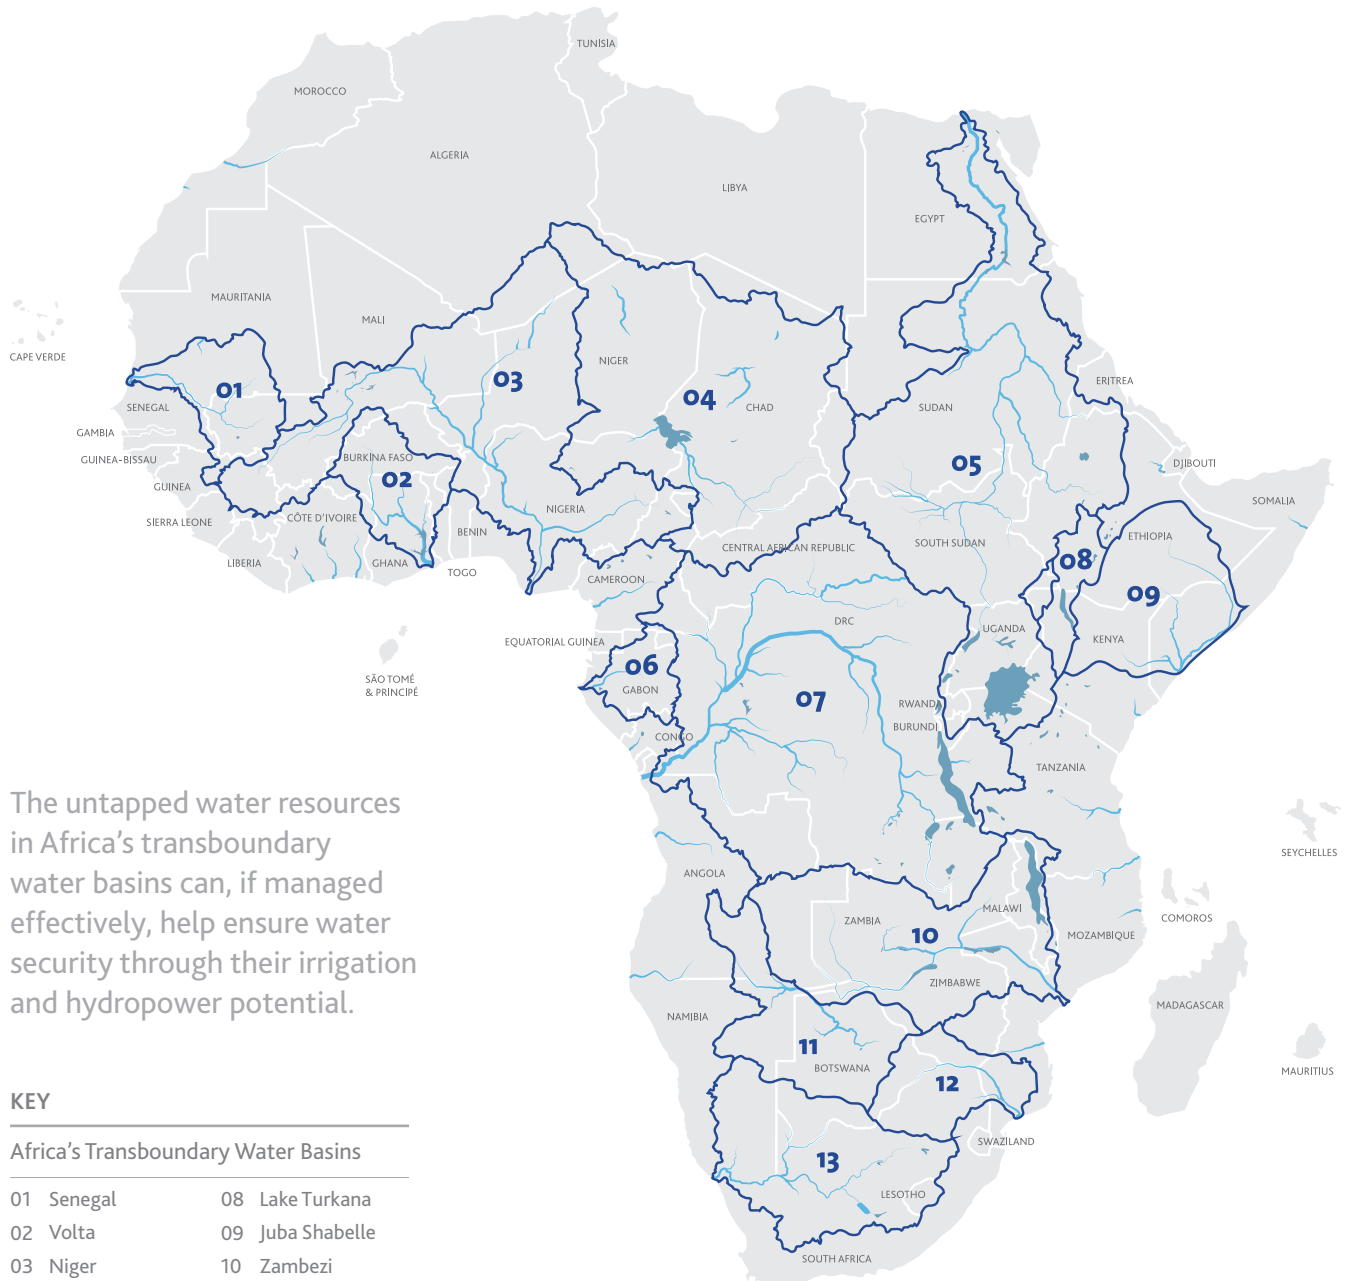 TUNISIA
MOROCCO
ALGERIA
LIBYA
EGYPT
MAURITANIA
MALI
CAPE VERDE
NIGER
03
01
04
CHAD
SUDAN
ERITREA
SENEGAL
GAMBIA
GUINEA-BISSAU
BURKINA FASO
05
DJIBOUTI
02
GUINEA
SOMALIA
NIGERIA
CÔTE D'IVOIRE
SIERRA LEONE
BENIN
ETHIOPIA
CENTRAL AFRICAN REPUBLIC
SOUTH SUDAN
LIBERIA
GHANA
08
TOGO
CAMEROON
09
DRC
UGANDA
EQUATORIAL GUINEA
KENYA
06
SÃO TOMÉ
& PRÍNCIPÉ
GABON
07
RWANDA
BURUNDI
CONGO
TANZANIA
The untapped water resources
in Africa's transboundary
water basins can, if managed
effectively, help ensure water
security through their irrigation
and hydropower potential.
SEYCHELLES
ANGOLA
MALAWI
COMOROS
ZAMBIA
10
MOZAMBIQUE
ZIMBABWE
MADAGASCAR
NAMIBIA
11
BOTSWANA
MAURITIUS
12
SWAZILAND
13
LESOTHO
SOUTH AFRICA
KEY
Africa's Transboundary Water Basins
01 Senegal
02 Volta
03 Niger
08 Lake Turkana
09 Juba Shabelle
10 Zambezi